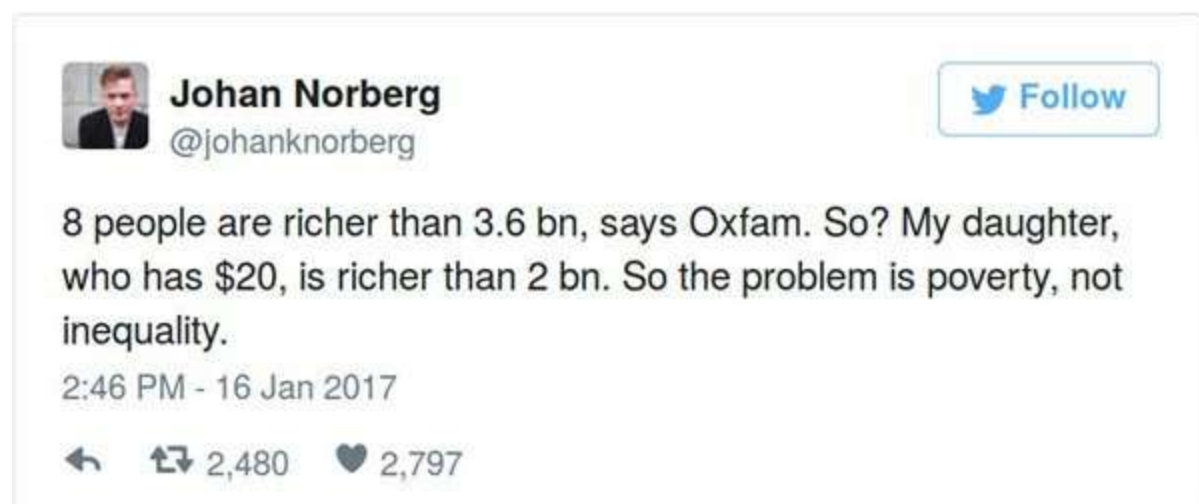 Johan Norberg
@johanknorberg
Follow
8 people are richer than 3.6 bn, says Oxfam. So? My daughter,
who has $20, is richer than 2 bn. So the problem is poverty, not
inequality.
2:46 PM - 16 Jan 2017
2,480 2,797